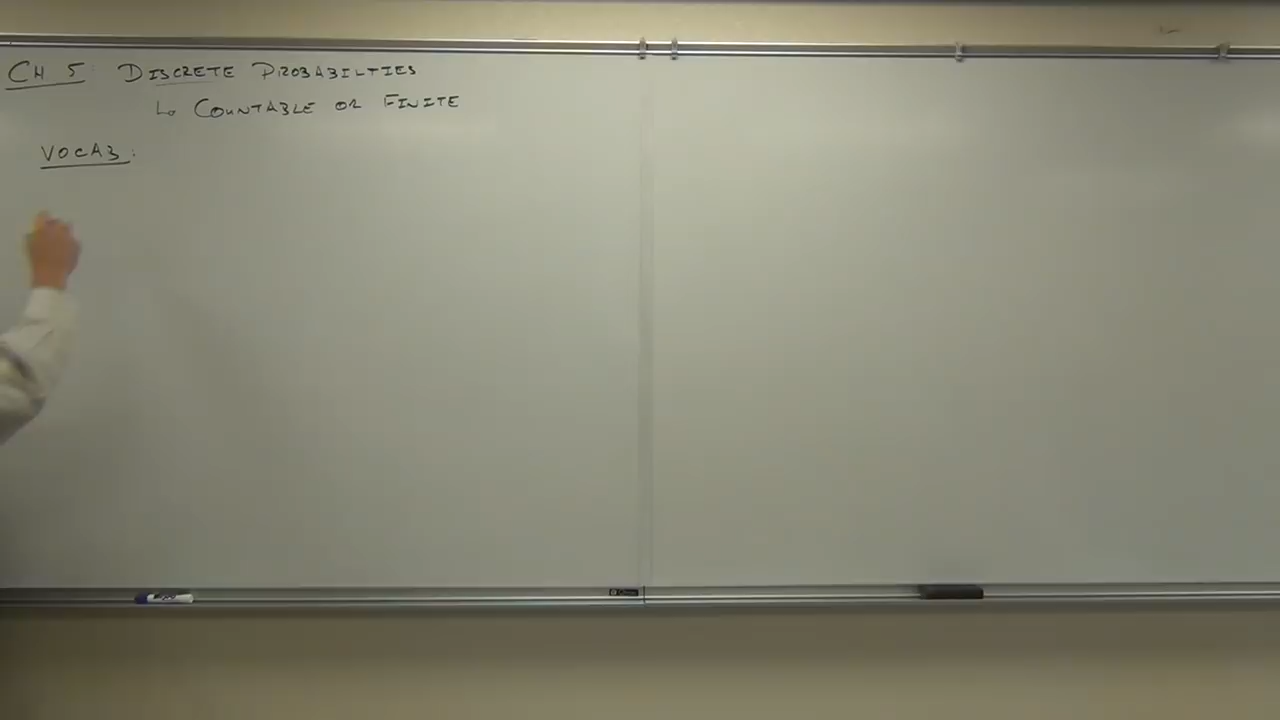 CH 5: DISCRETE PROBABILTIES
↳ COUNTABLE OR FINITE
VOCAB: